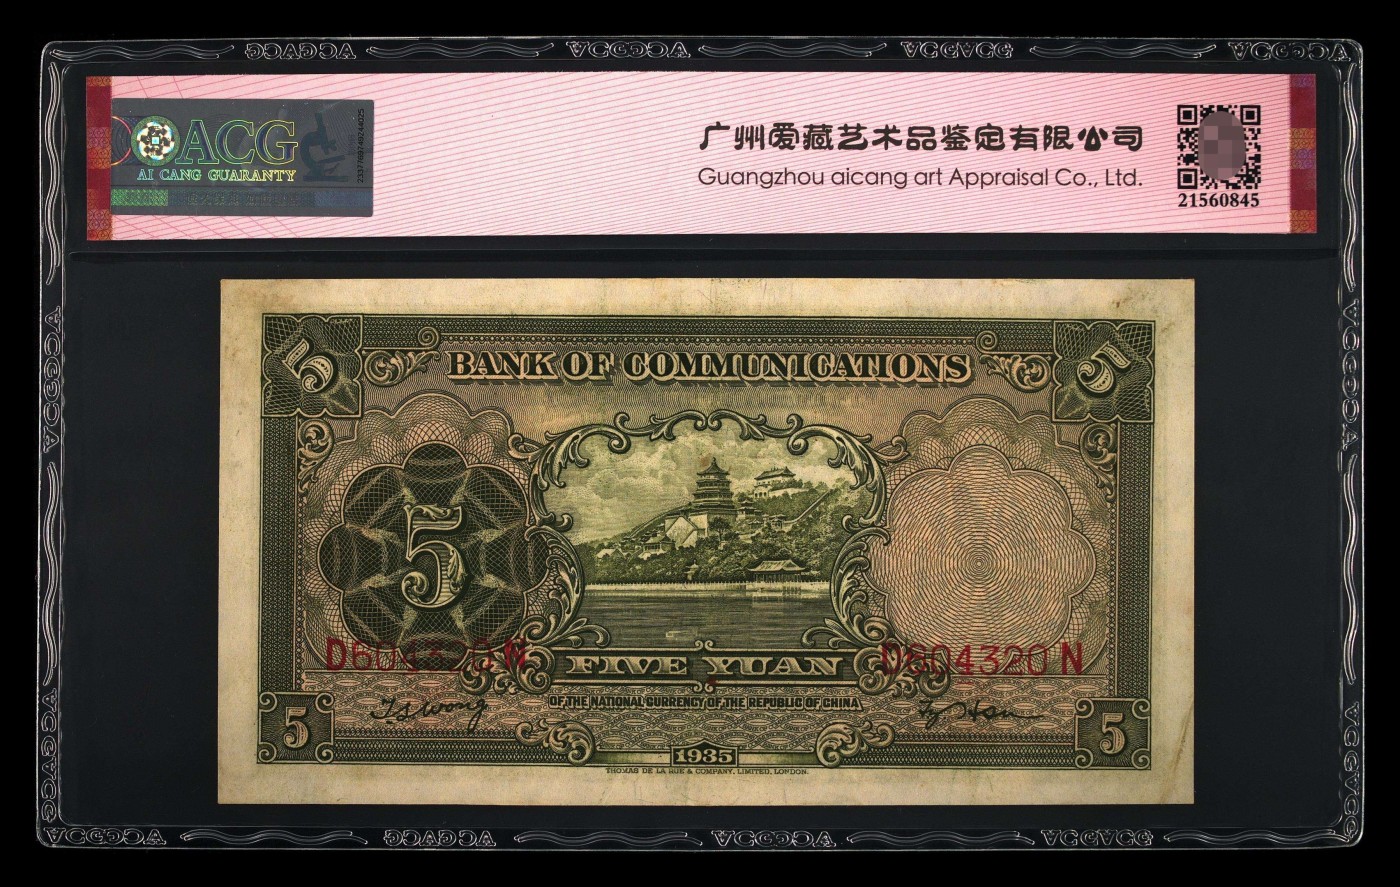 ACG
AI CANG GUARANTY
广州爱藏艺术品鉴定有限公司
Guangzhou aicang art Appraisal Co., Ltd.
21560845
5 5
BANK OF COMMUNICATIONS
5
D604320N D604320N
FIVE YUAN
OF THE NATIONAL CURRENCY OF THE REPUBLIC OF CHINA
5 5
1935
THOMAS DE LA RUE & COMPANY, LIMITED, LONDON.